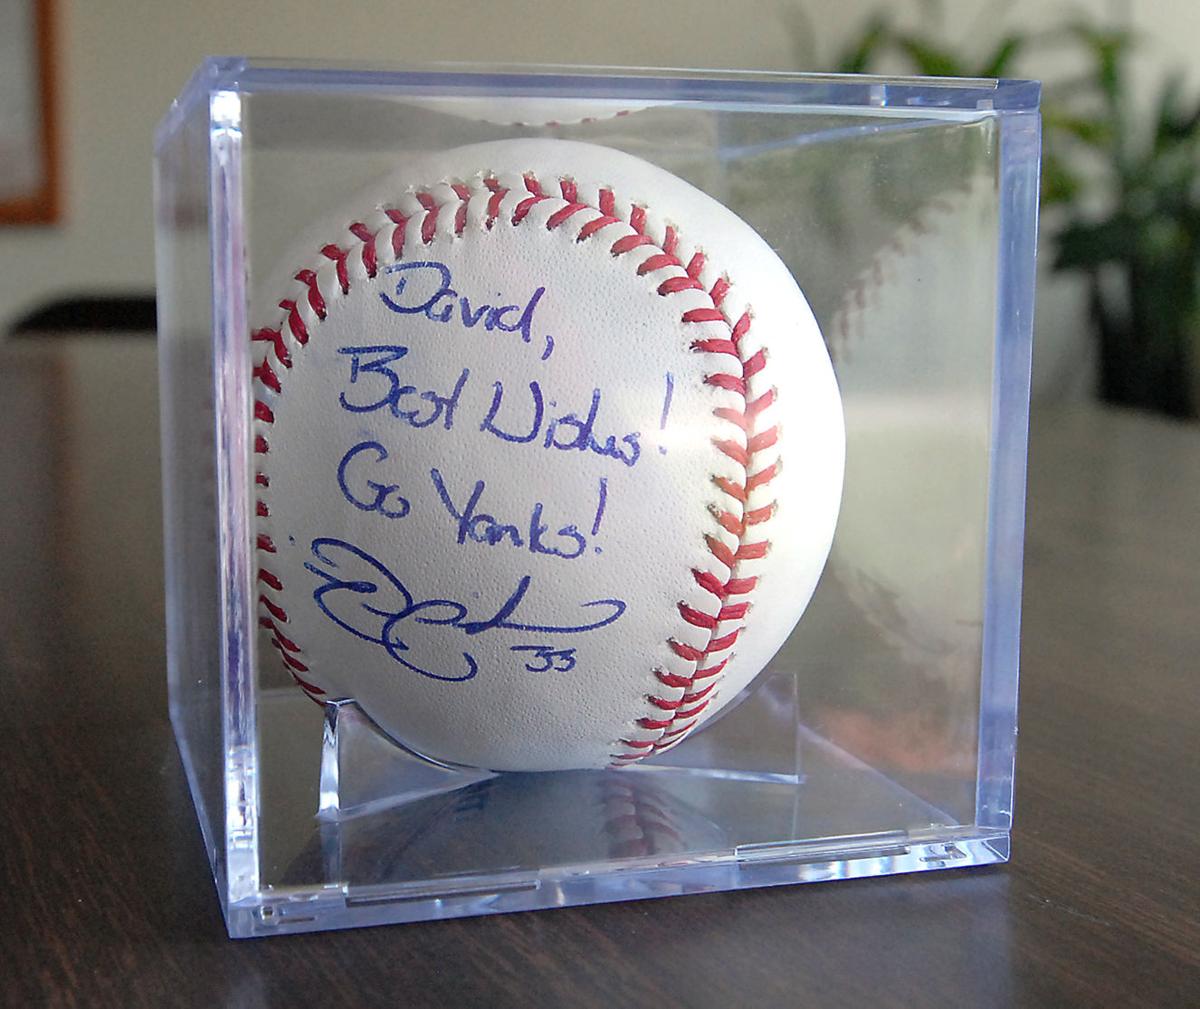 David,
Best Wishes!
Go Yanks!
33